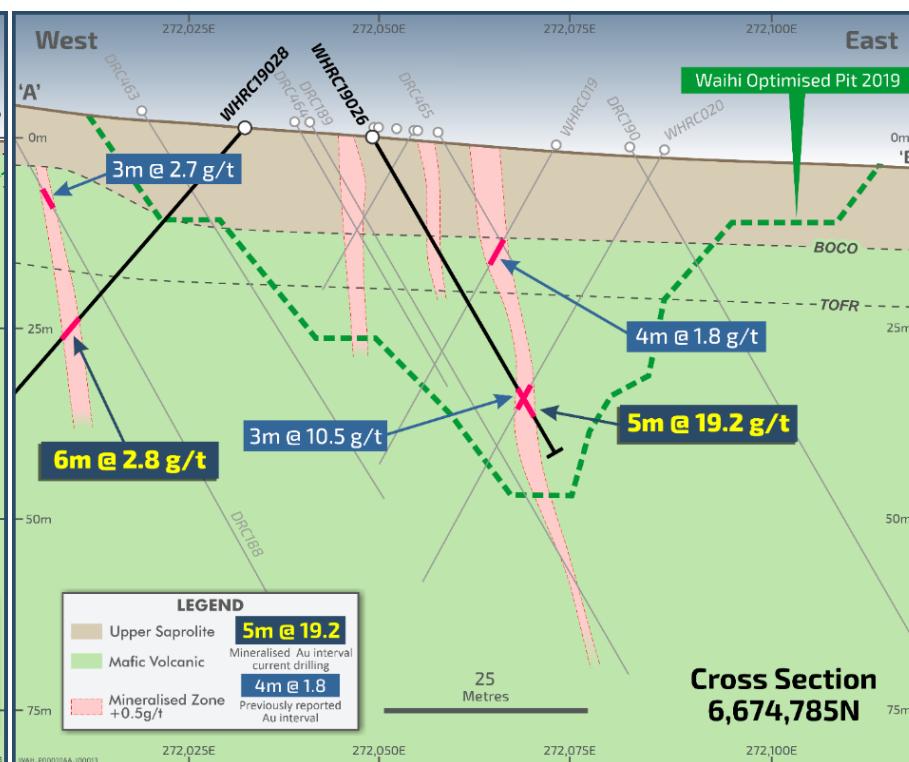 272,025E
272,050E
272,075E
272,100E
West
East
'A'
DRC463
WHRC19028
DRC464
DRC189
WHRC19026
DRC465
WHRC019
DRC190
WHRC020
Waihi Optimised Pit 2019
0m
0m
3m @ 2.7 g/t
BOCO
TOFR
25m
25m
4m @ 1.8 g/t
3m @ 10.5 g/t
5m @ 19.2 g/t
6m @ 2.8 g/t
50m
50m
DRC188
LEGEND
Upper Saprolite
Mafic Volcanic
Mineralised Zone
+0.5g/t
5m @ 19.2
Mineralised Au interval
current drilling
4m @ 1.8
Previously reported
Au interval
25
Metres
Cross Section
6,674,785N
75m
75m
272,025E
272,050E
272,075E
272,100E